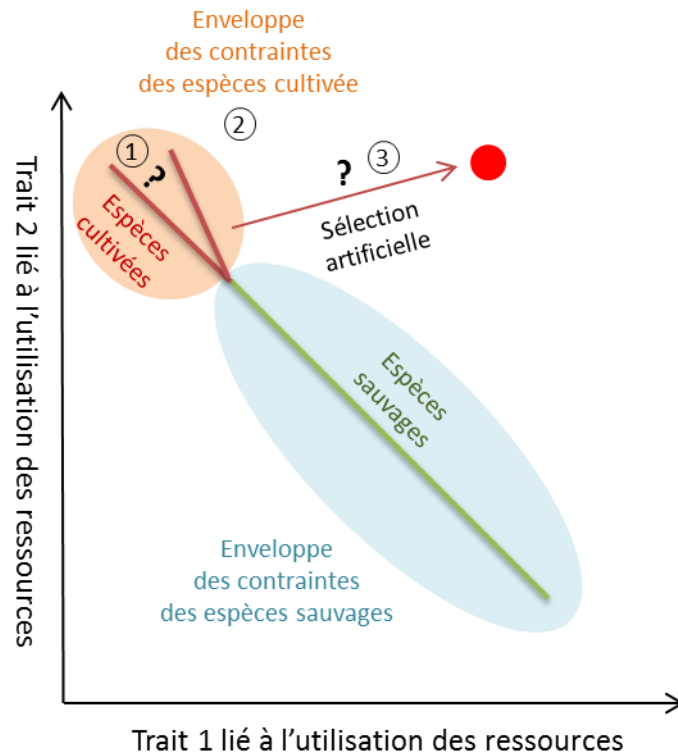 Enveloppe
des contraintes
des espèces cultivée
2
1
?
Espèces
cultivées
? 3
Sélection
artificielle
Trait 2 lié à l'utilisation des ressources
Espèces
sauvages
Enveloppe
des contraintes
des espèces sauvages
Trait 1 lié à l'utilisation des ressources